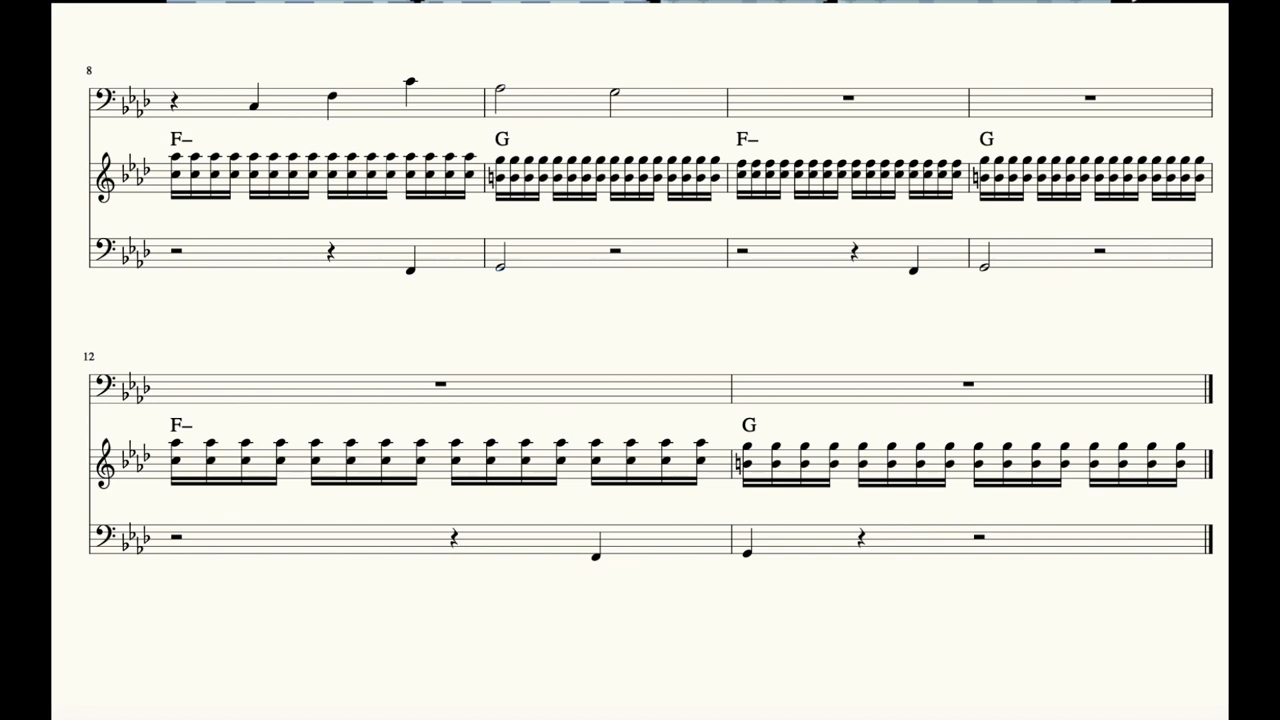 8
F– G F– G
12
F– G